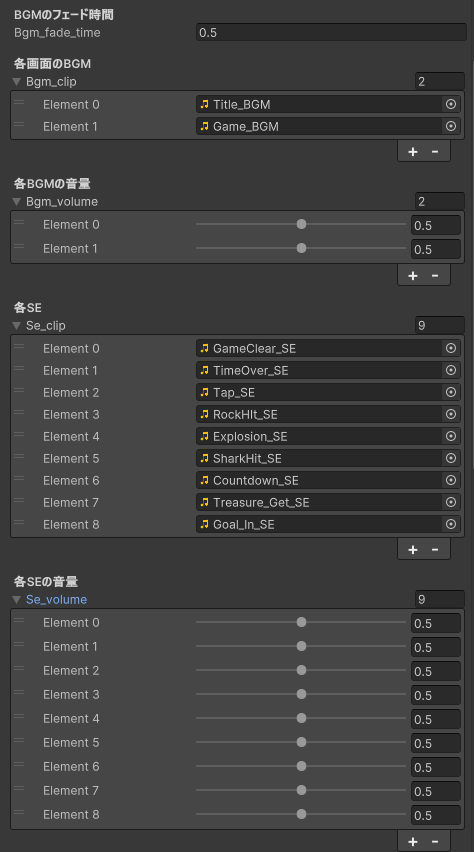 BGMのフェード時間
Bgm_fade_time 0.5
各画面のBGM
Bgm_clip 2
Element 0 Title_BGM
Element 1 Game_BGM
+ -
各BGMの音量
Bgm_volume 2
Element 0 0.5
Element 1 0.5
+ -
各SE
Se_clip 9
Element 0 GameClear_SE
Element 1 TimeOver_SE
Element 2 Tap_SE
Element 3 RockHIt_SE
Element 4 Explosion_SE
Element 5 SharkHit_SE
Element 6 Countdown_SE
Element 7 Treasure_Get_SE
Element 8 Goal_In_SE
+ -
各SEの音量
Se_volume 9
Element 0 0.5
Element 1 0.5
Element 2 0.5
Element 3 0.5
Element 4 0.5
Element 5 0.5
Element 6 0.5
Element 7 0.5
Element 8 0.5
+ -